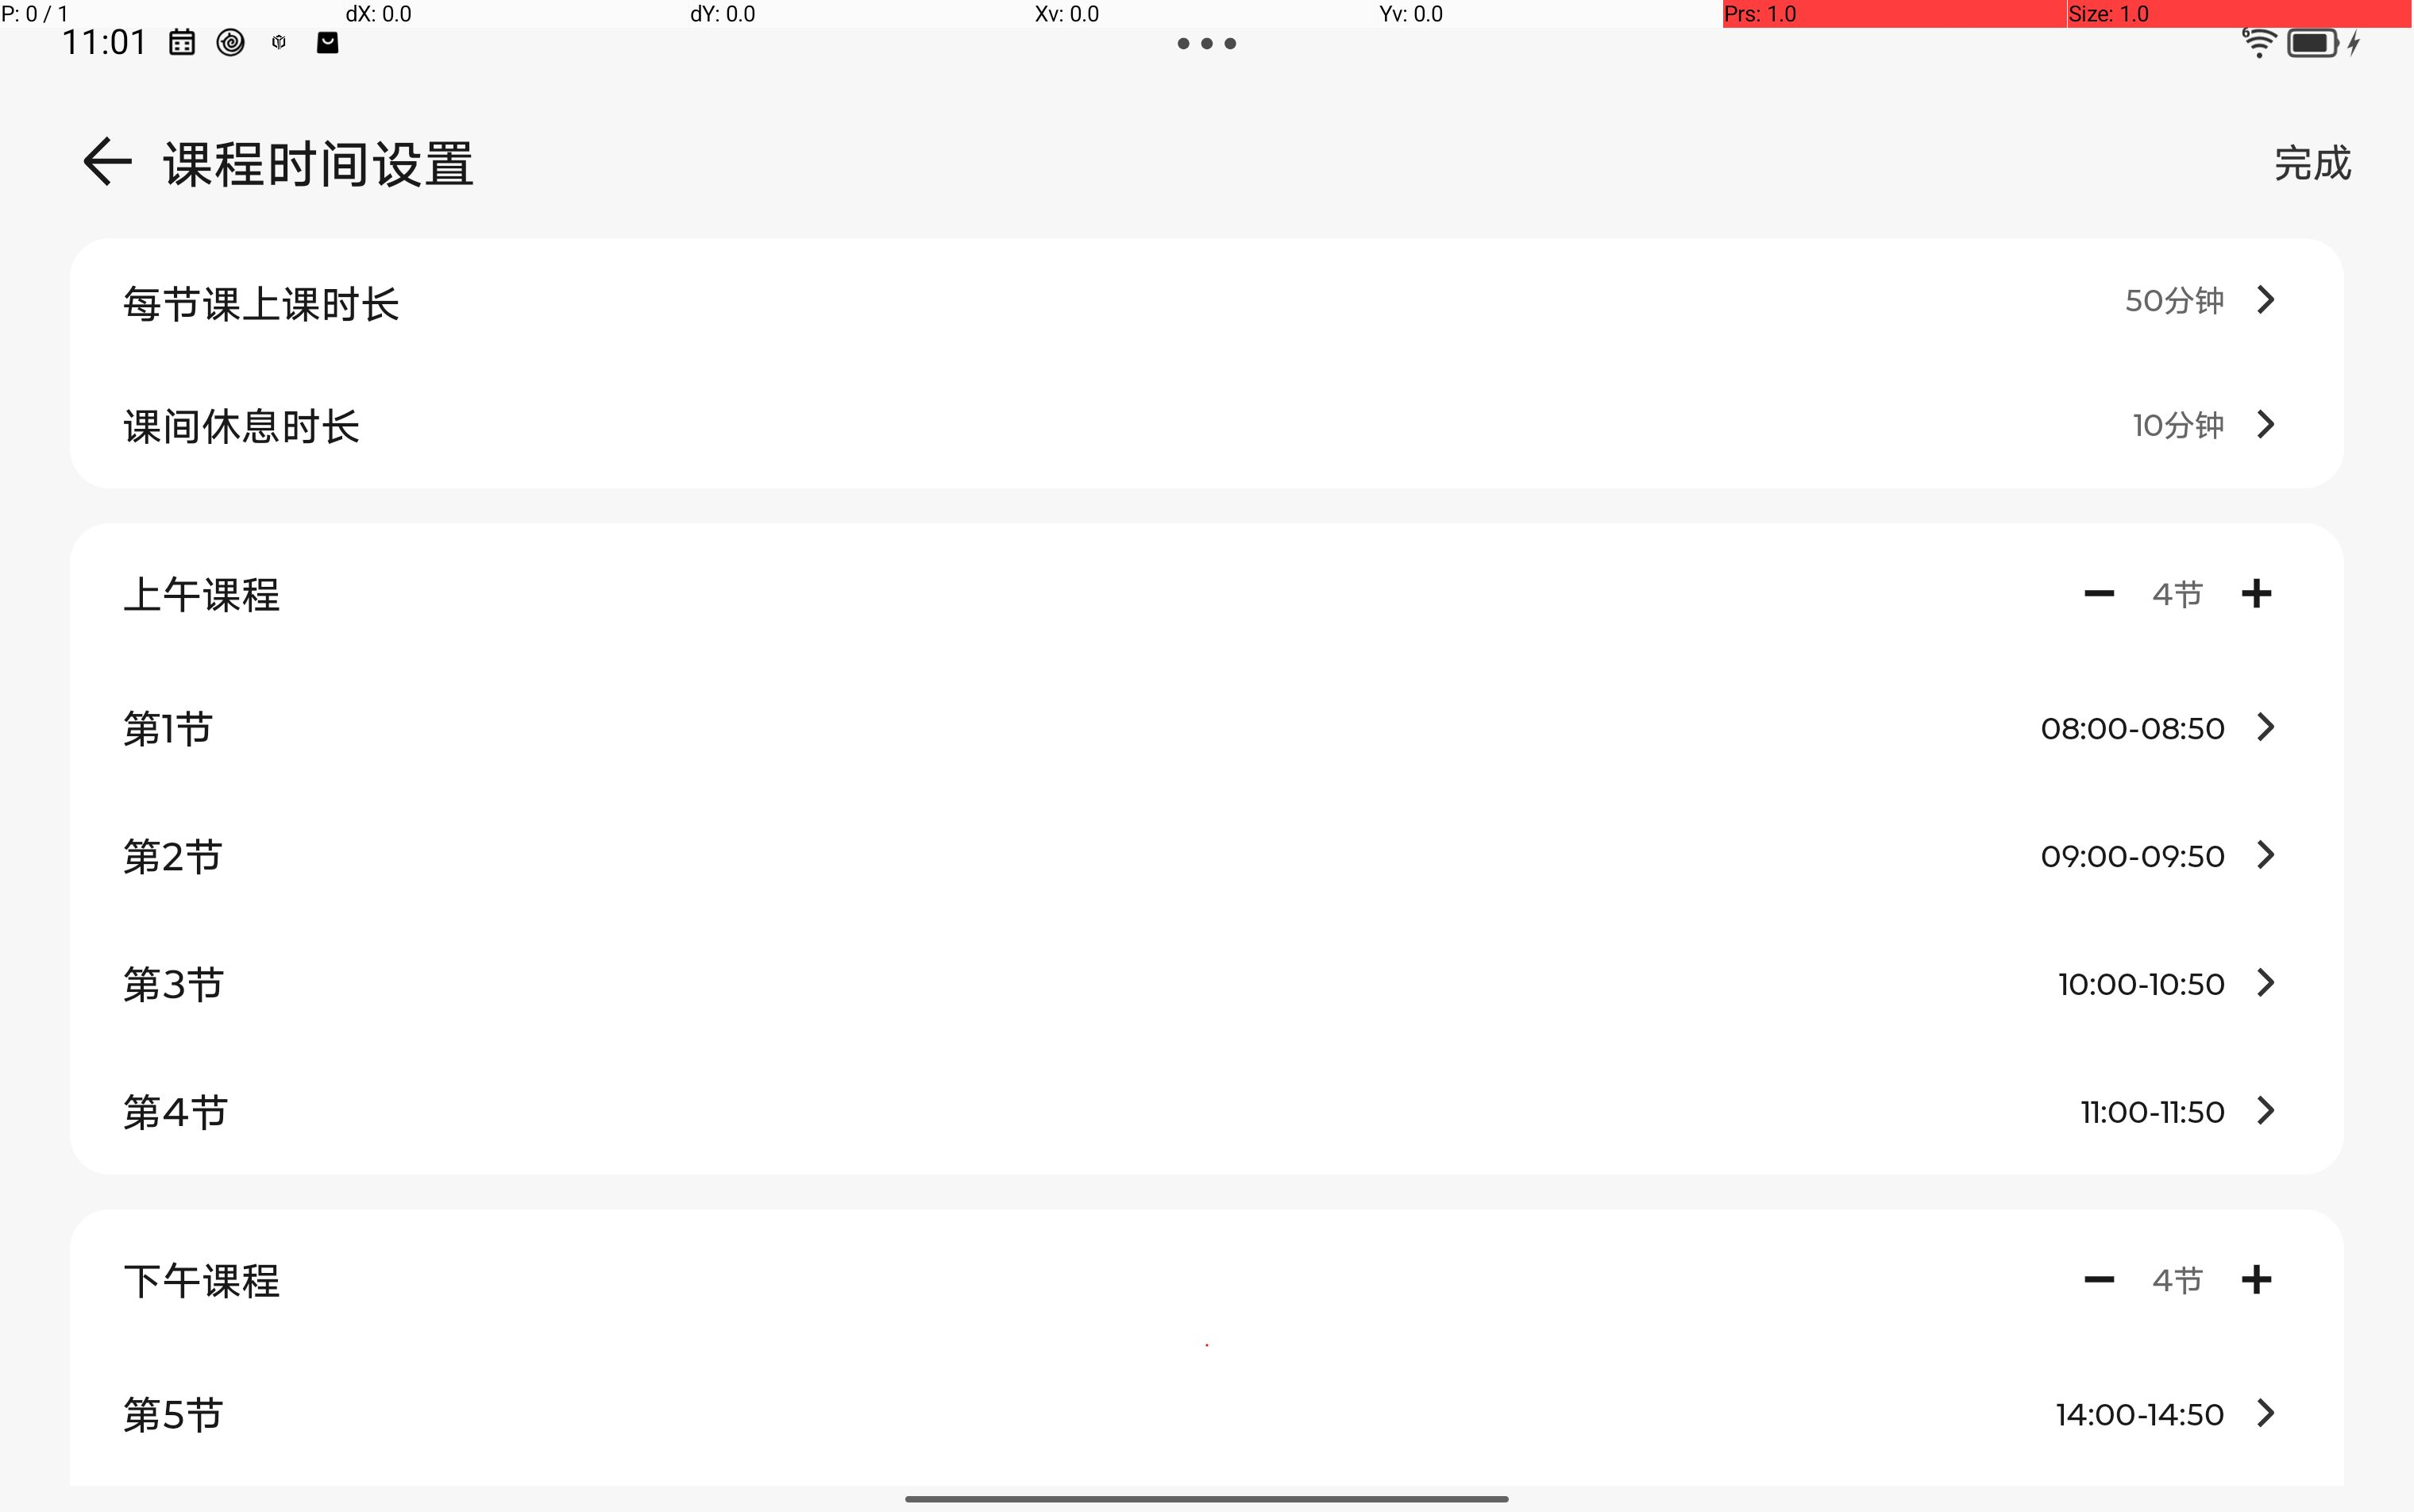 P: 0 / 1 dX: 0.0 dY: 0.0 Xv: 0.0 Yv: 0.0 Prs: 1.0 Size: 1.0
11:01 6
课程时间设置 完成
每节课上课时长 50分钟
课间休息时长 10分钟
上午课程 4节
第1节 08:00-08:50
第2节 09:00-09:50
第3节 10:00-10:50
第4节 11:00-11:50
下午课程 4节
第5节 14:00-14:50